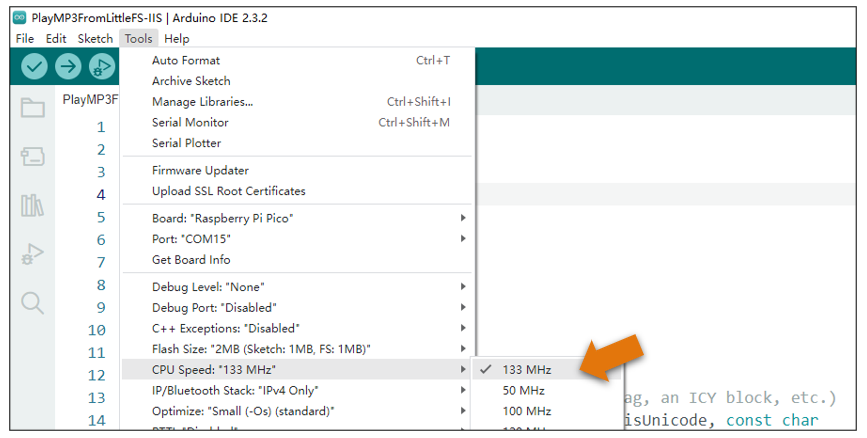 PlayMP3FromLittleFS-IIS | Arduino IDE 2.3.2
File Edit Sketch Tools Help
Auto Format Ctrl+T
Archive Sketch
PlayMP3F Manage Libraries... Ctrl+Shift+I
1 Serial Monitor Ctrl+Shift+M
2 Serial Plotter
3 Firmware Updater
4 Upload SSL Root Certificates
5 Board: "Raspberry Pi Pico"
6 Port: "COM15"
7 Get Board Info
8 Debug Level: "None"
9 Debug Port: "Disabled"
10 C++ Exceptions: "Disabled"
11 Flash Size: "2MB (Sketch: 1MB, FS: 1MB)"
12 CPU Speed: "133 MHz" ✓ 133 MHz
13 IP/Bluetooth Stack: "IPv4 Only" 50 MHz ag, an ICY block, etc.)
14 Optimize: "Small (-Os) (standard)" 100 MHz isUnicode, const char